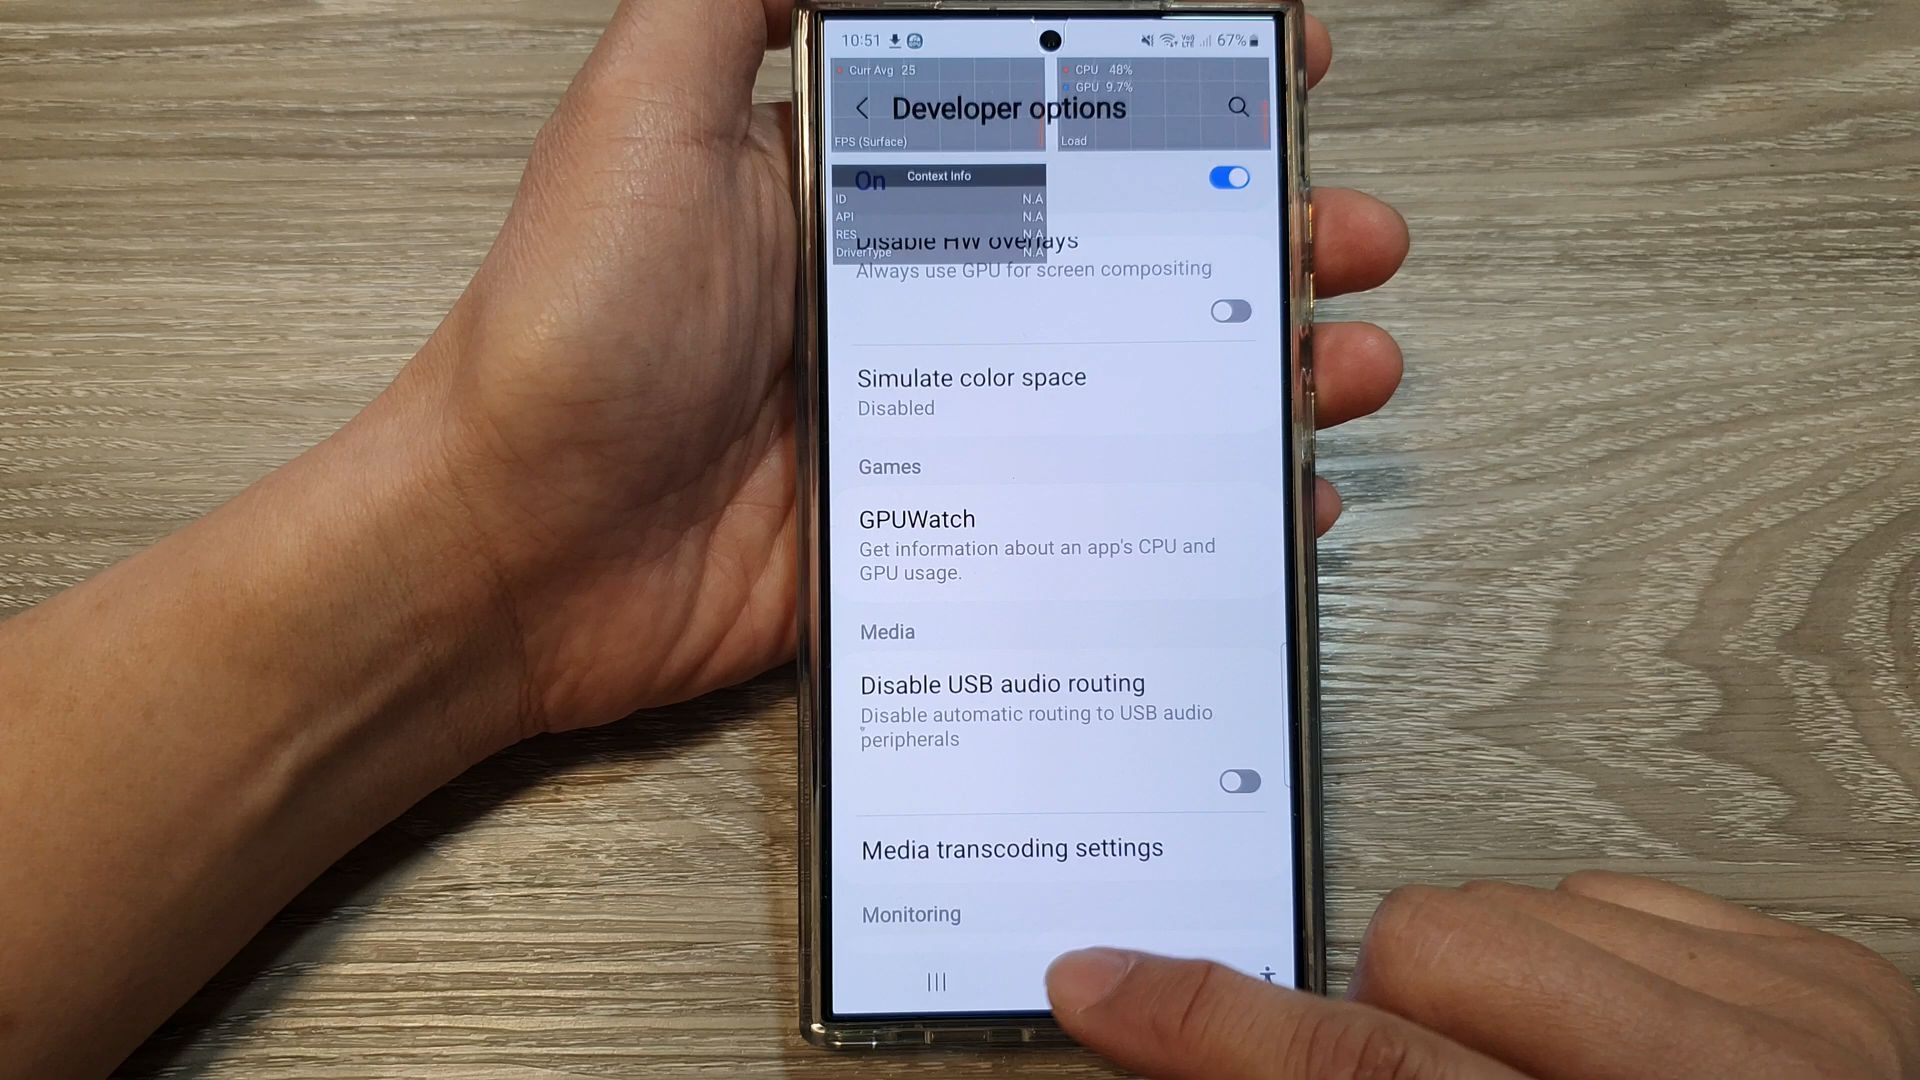 10:51 67%
Curr Avg 25
CPU 48%
GPU 9.7%
Developer options
FPS (Surface)
Load
On
Context Info
ID N.A
API N.A
RES N.A
DriverType N.A
Disable HW overlays
Always use GPU for screen compositing
Simulate color space
Disabled
Games
GPUWatch
Get information about an app's CPU and
GPU usage.
Media
Disable USB audio routing
Disable automatic routing to USB audio
peripherals
Media transcoding settings
Monitoring